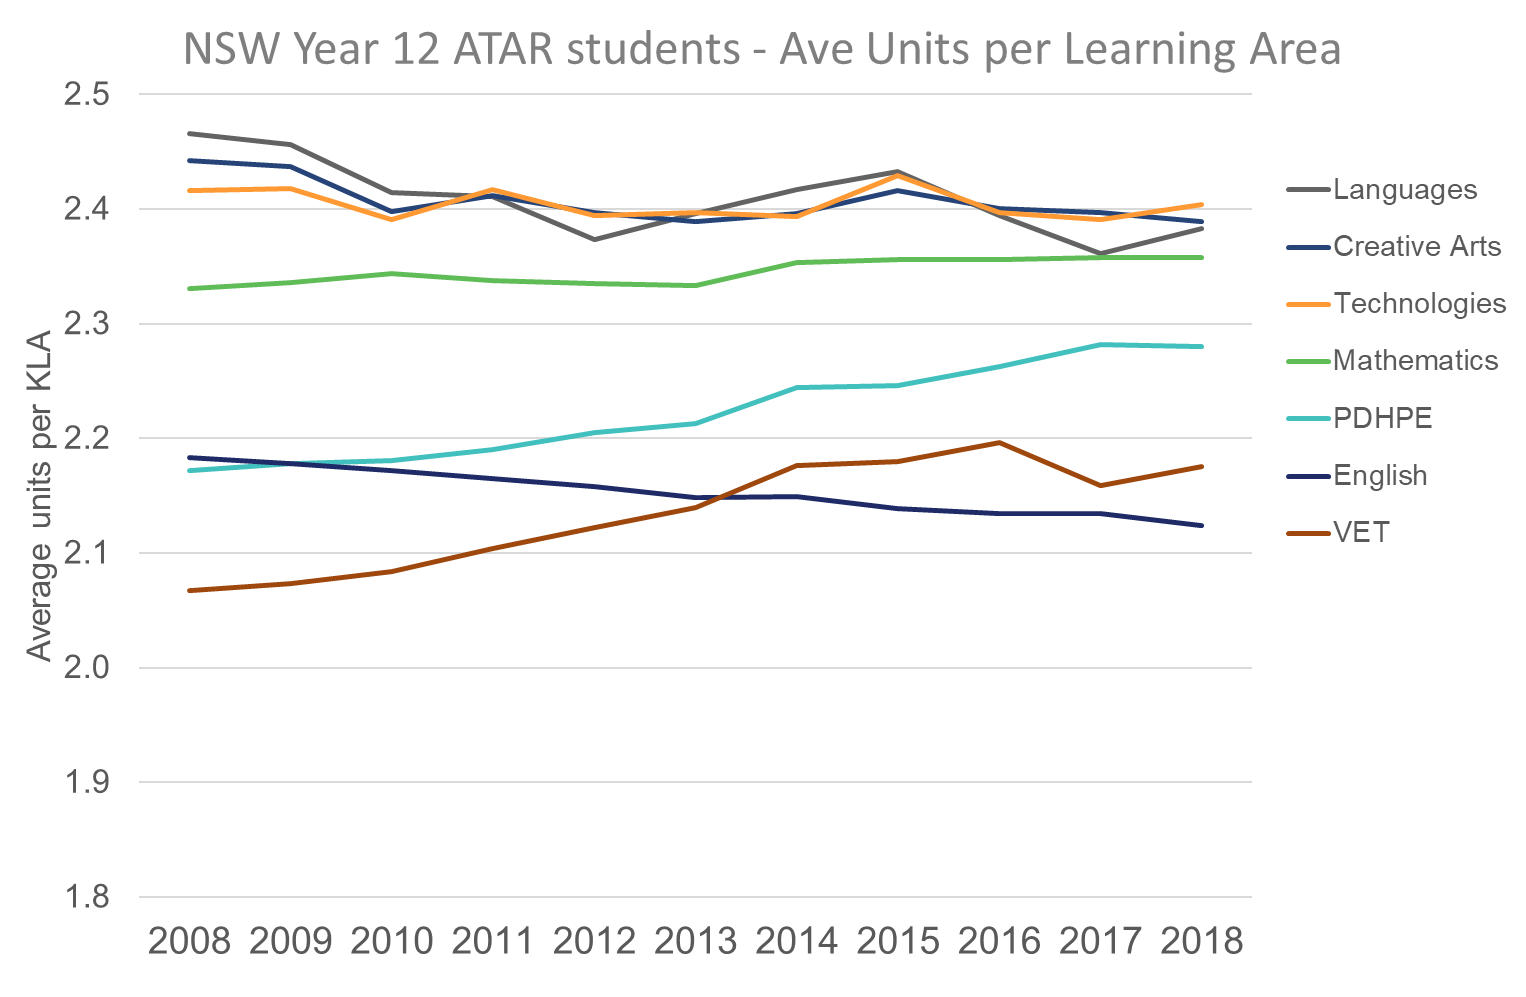 NSW Year 12 ATAR students - Ave Units per Learning Area
Average units per KLA
2.5
2.4
2.3
2.2
2.1
2.0
1.9
1.8
2008 2009 2010 2011 2012 2013 2014 2015 2016 2017 2018
Languages
Creative Arts
Technologies
Mathematics
PDHPE
English
VET